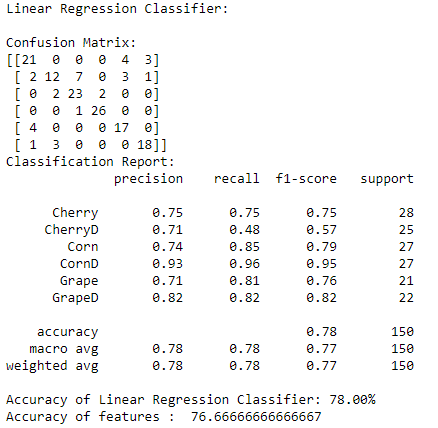 Linear Regression Classifier:
Confusion Matrix:
[[21  0  0  0  4  3]
 [ 2 12  7  0  3  1]
 [ 0  2 23  2  0  0]
 [ 0  0  1 26  0  0]
 [ 4  0  0  0 17  0]
 [ 1  3  0  0  0 18]]
Classification Report:
              precision    recall  f1-score   support
      Cherry       0.75      0.75      0.75        28
     CherryD       0.71      0.48      0.57        25
        Corn       0.74      0.85      0.79        27
       CornD       0.93      0.96      0.95        27
       Grape       0.71      0.81      0.76        21
      GrapeD       0.82      0.82      0.82        22
    accuracy                           0.78       150
   macro avg       0.78      0.78      0.77       150
weighted avg       0.78      0.78      0.77       150
Accuracy of Linear Regression Classifier: 78.00%
Accuracy of features :  76.66666666666667